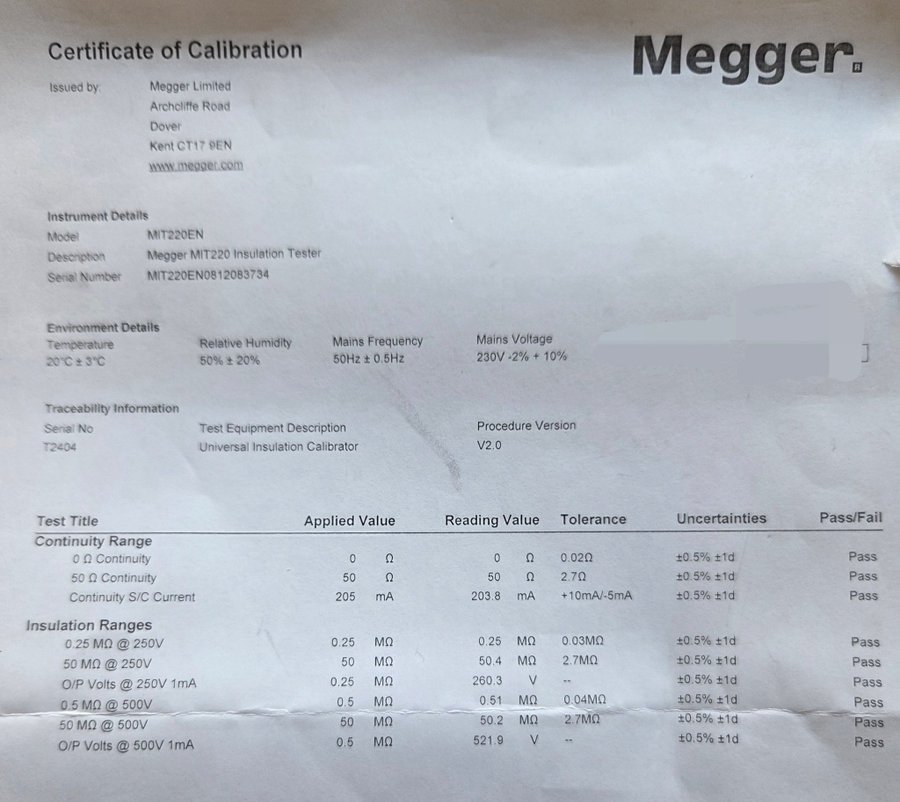 Certificate of Calibration
Megger®
Issued by: Megger Limited
Archcliffe Road
Dover
Kent CT17 9EN
www.megger.com
Instrument Details
Model MIT220EN
Description Megger MIT220 Insulation Tester
Serial Number MIT220EN0812083734
Environment Details
Temperature Relative Humidity Mains Frequency Mains Voltage
20°C ± 3°C 50% ± 20% 50Hz ± 0.5Hz 230V -2% + 10%
Traceability Information
Serial No Test Equipment Description Procedure Version
T2404 Universal Insulation Calibrator V2.0
Test Title Applied Value Reading Value Tolerance Uncertainties Pass/Fail
Continuity Range
0 Ω Continuity 0 Ω 0 Ω 0.02Ω ±0.5% ±1d Pass
50 Ω Continuity 50 Ω 50 Ω 2.7Ω ±0.5% ±1d Pass
Continuity S/C Current 205 mA 203.8 mA +10mA/-5mA ±0.5% ±1d Pass
Insulation Ranges
0.25 MΩ @ 250V 0.25 MΩ 0.25 MΩ 0.03MΩ ±0.5% ±1d Pass
50 MΩ @ 250V 50 MΩ 50.4 MΩ 2.7MΩ ±0.5% ±1d Pass
O/P Volts @ 250V 1mA 0.25 MΩ 260.3 V -- ±0.5% ±1d Pass
0.5 MΩ @ 500V 0.5 MΩ 0.51 MΩ 0.04MΩ ±0.5% ±1d Pass
50 MΩ @ 500V 50 MΩ 50.2 MΩ 2.7MΩ ±0.5% ±1d Pass
O/P Volts @ 500V 1mA 0.5 MΩ 521.9 V -- ±0.5% ±1d Pass